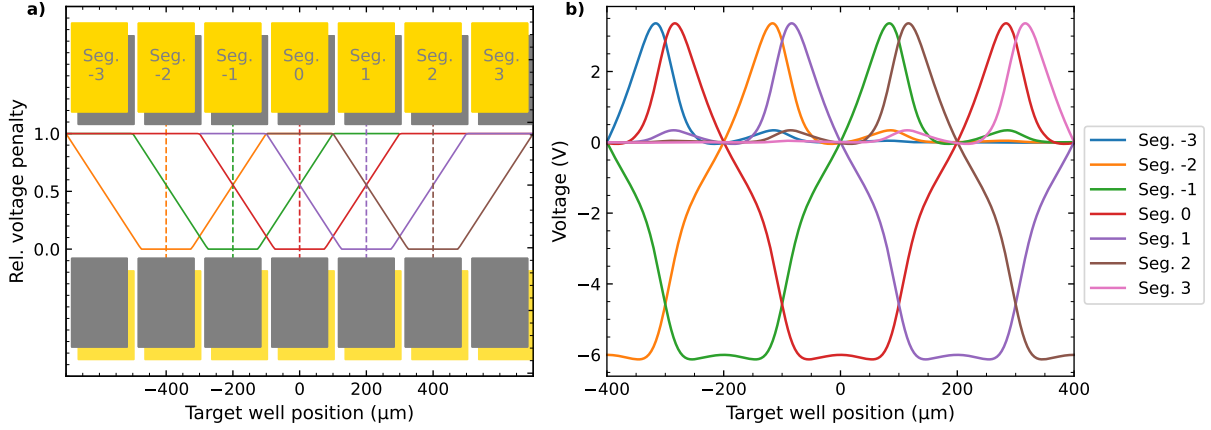 a)
Seg.
-3
Seg.
-2
Seg.
-1
Seg.
0
Seg.
1
Seg.
2
Seg.
3
Rel. voltage penalty
1.0
0.5
0.0
−400
−200
0
200
400
Target well position (μm)
b)
Voltage (V)
2
0
−2
−4
−6
−400
−200
0
200
400
Target well position (μm)
Seg. -3
Seg. -2
Seg. -1
Seg. 0
Seg. 1
Seg. 2
Seg. 3